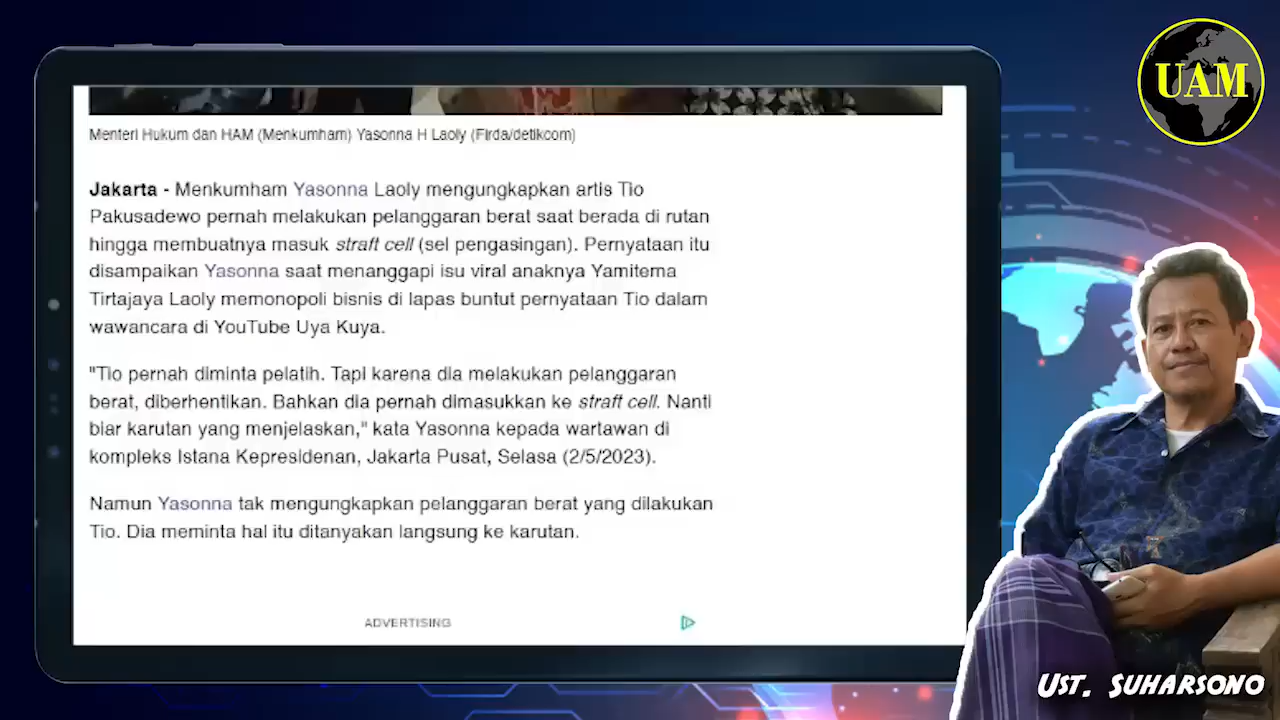 UAM
Menteri Hukum dan HAM (Menkumham) Yasonna H Laoly (Firda/detikcom)
Jakarta - Menkumham Yasonna Laoly mengungkapkan artis Tio
Pakusadewo pernah melakukan pelanggaran berat saat berada di rutan
hingga membuatnya masuk straft cell (sel pengasingan). Pernyataan itu
disampaikan Yasonna saat menanggapi isu viral anaknya Yamitema
Tirtajaya Laoly memonopoli bisnis di lapas buntut pernyataan Tio dalam
wawancara di YouTube Uya Kuya.
"Tio pernah diminta pelatih. Tapi karena dia melakukan pelanggaran
berat, diberhentikan. Bahkan dia pernah dimasukkan ke straft cell. Nanti
biar karutan yang menjelaskan," kata Yasonna kepada wartawan di
kompleks Istana Kepresidenan, Jakarta Pusat, Selasa (2/5/2023).
Namun Yasonna tak mengungkapkan pelanggaran berat yang dilakukan
Tio. Dia meminta hal itu ditanyakan langsung ke karutan.
ADVERTISING
UST. SUHARSONO